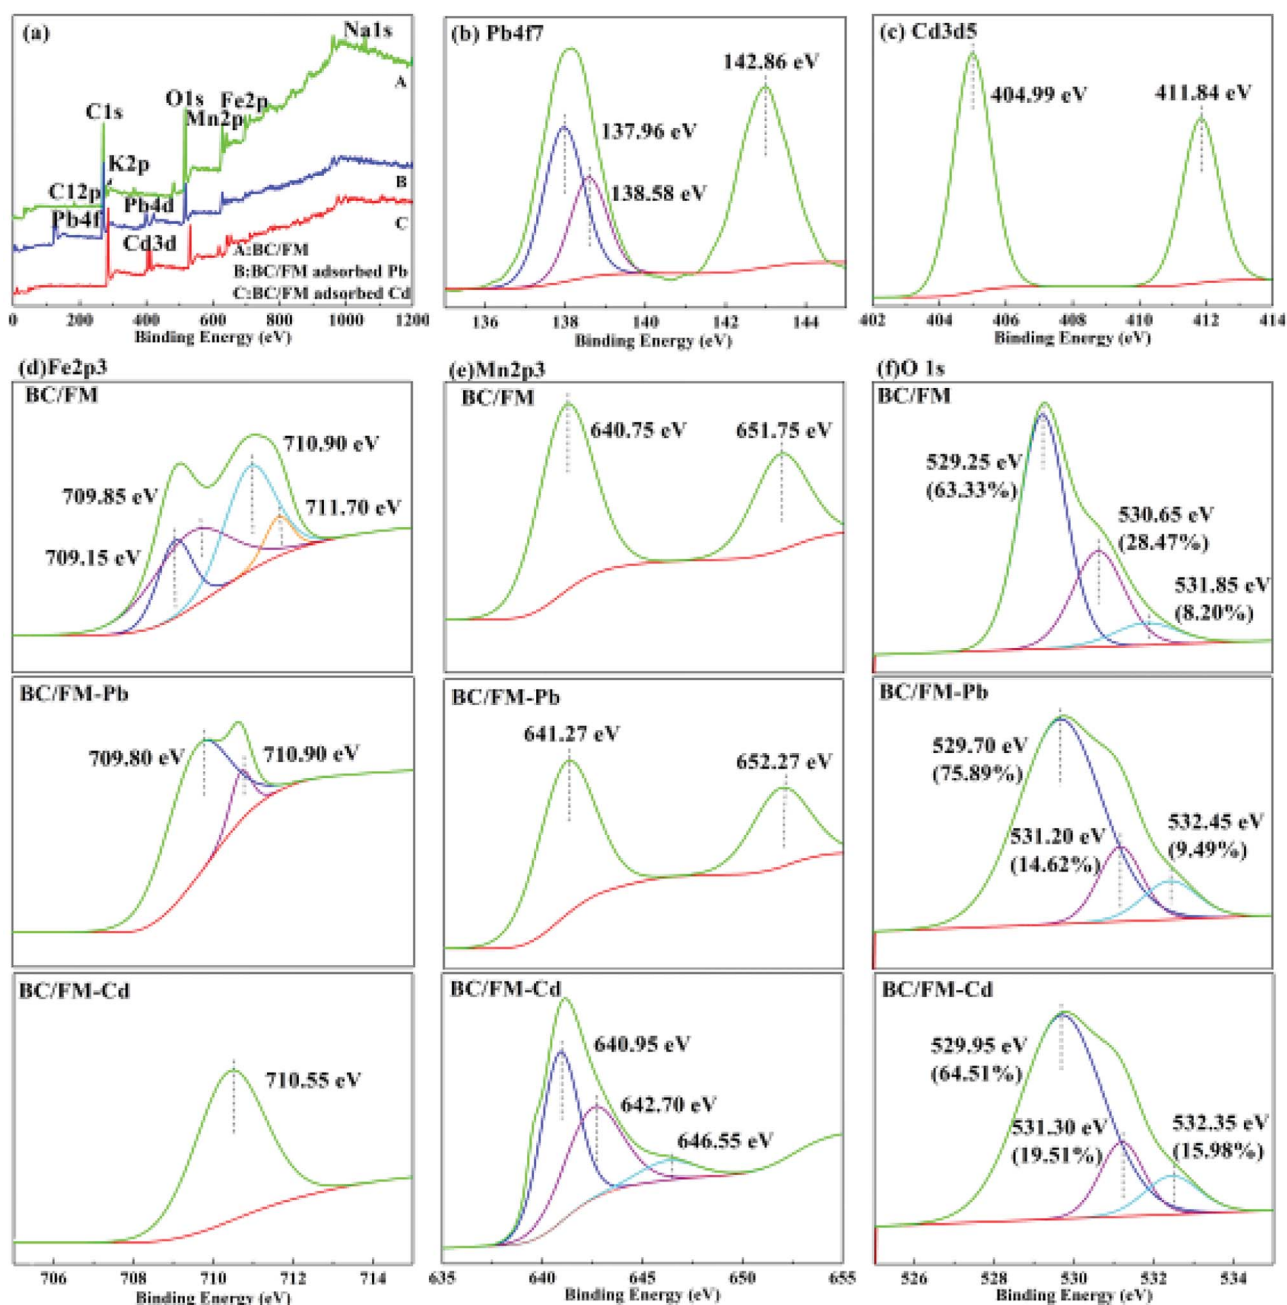 (a)
Na1s
A
O1s
Fe2p
C1s
Mn2p
K2p
B
C12p
Pb4f
Pb4d
C
Cd3d
A:BC/FM
B:BC/FM adsorbed Pb
C:BC/FM adsorbed Cd
0 200 400 600 800 1000 1200
Binding Energy (eV)
(b) Pb4f7
142.86 eV
137.96 eV
138.58 eV
136 138 140 142 144
Binding Energy (eV)
(c) Cd3d5
404.99 eV
411.84 eV
402 404 406 408 410 412 414
Binding Energy (eV)
(d)Fe2p3
BC/FM
710.90 eV
709.85 eV
711.70 eV
709.15 eV
BC/FM-Pb
709.80 eV
710.90 eV
BC/FM-Cd
710.55 eV
706 708 710 712 714
Binding Energy (eV)
(e)Mn2p3
BC/FM
640.75 eV
651.75 eV
BC/FM-Pb
641.27 eV
652.27 eV
BC/FM-Cd
640.95 eV
642.70 eV
646.55 eV
635 640 645 650 655
Binding Energy (eV)
(f)O 1s
BC/FM
529.25 eV
(63.33%)
530.65 eV
(28.47%)
531.85 eV
(8.20%)
BC/FM-Pb
529.70 eV
(75.89%)
531.20 eV
(14.62%)
532.45 eV
(9.49%)
BC/FM-Cd
529.95 eV
(64.51%)
531.30 eV
(19.51%)
532.35 eV
(15.98%)
526 528 530 532 534
Binding Energy (eV)